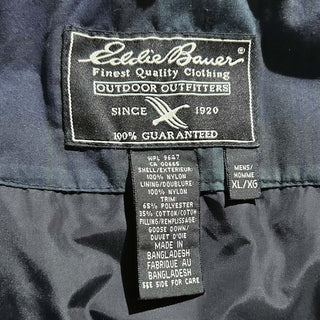 Eddie Bauer®
Finest Quality Clothing
OUTDOOR OUTFITTERS
SINCE 1920
100% GUARANTEED
WPL 9647
CA 00665
SHELL/EXTERIEUR:
100% NYLON
LINING/DOUBLURE:
100% NYLON
TRIM:
65% POLYESTER
35% COTTON/COTON
FILLING/REMPLISSAGE:
GOOSE DOWN/
DUVET D'OIE
MADE IN
BANGLADESH
FABRIQUE AU
BANGLADESH
SEE SIDE FOR CARE
MENS/
HOMME
XL/XG